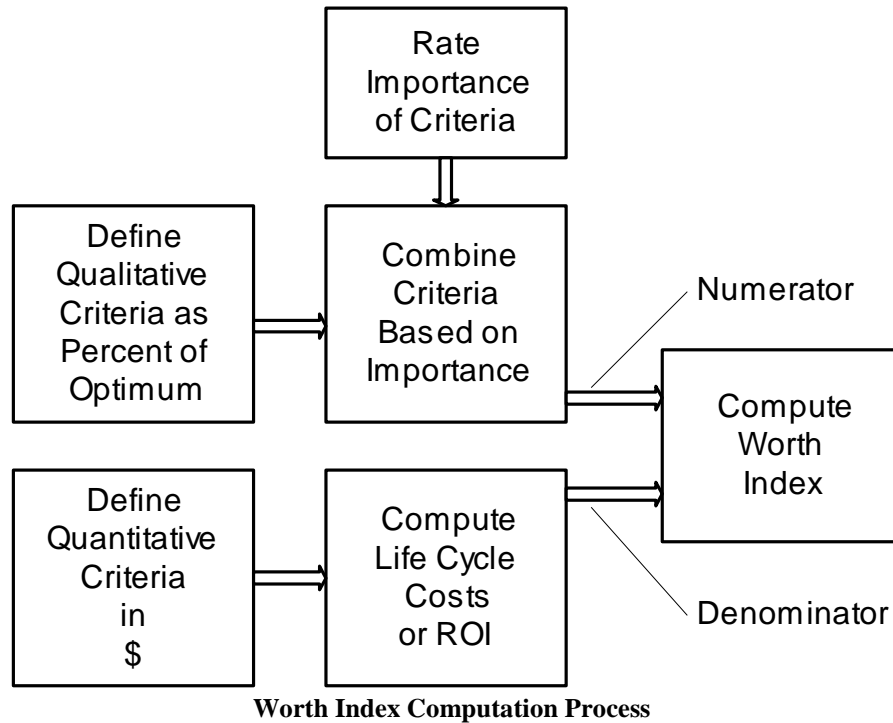 Rate
Importance
of Criteria
Define
Qualitative
Criteria as
Percent of
Optimum
Combine
Criteria
Based on
Importance
Numerator
Compute
Worth
Index
Define
Quantitative
Criteria
in
$
Compute
Life Cycle
Costs
or ROI
Denominator
Worth Index Computation Process